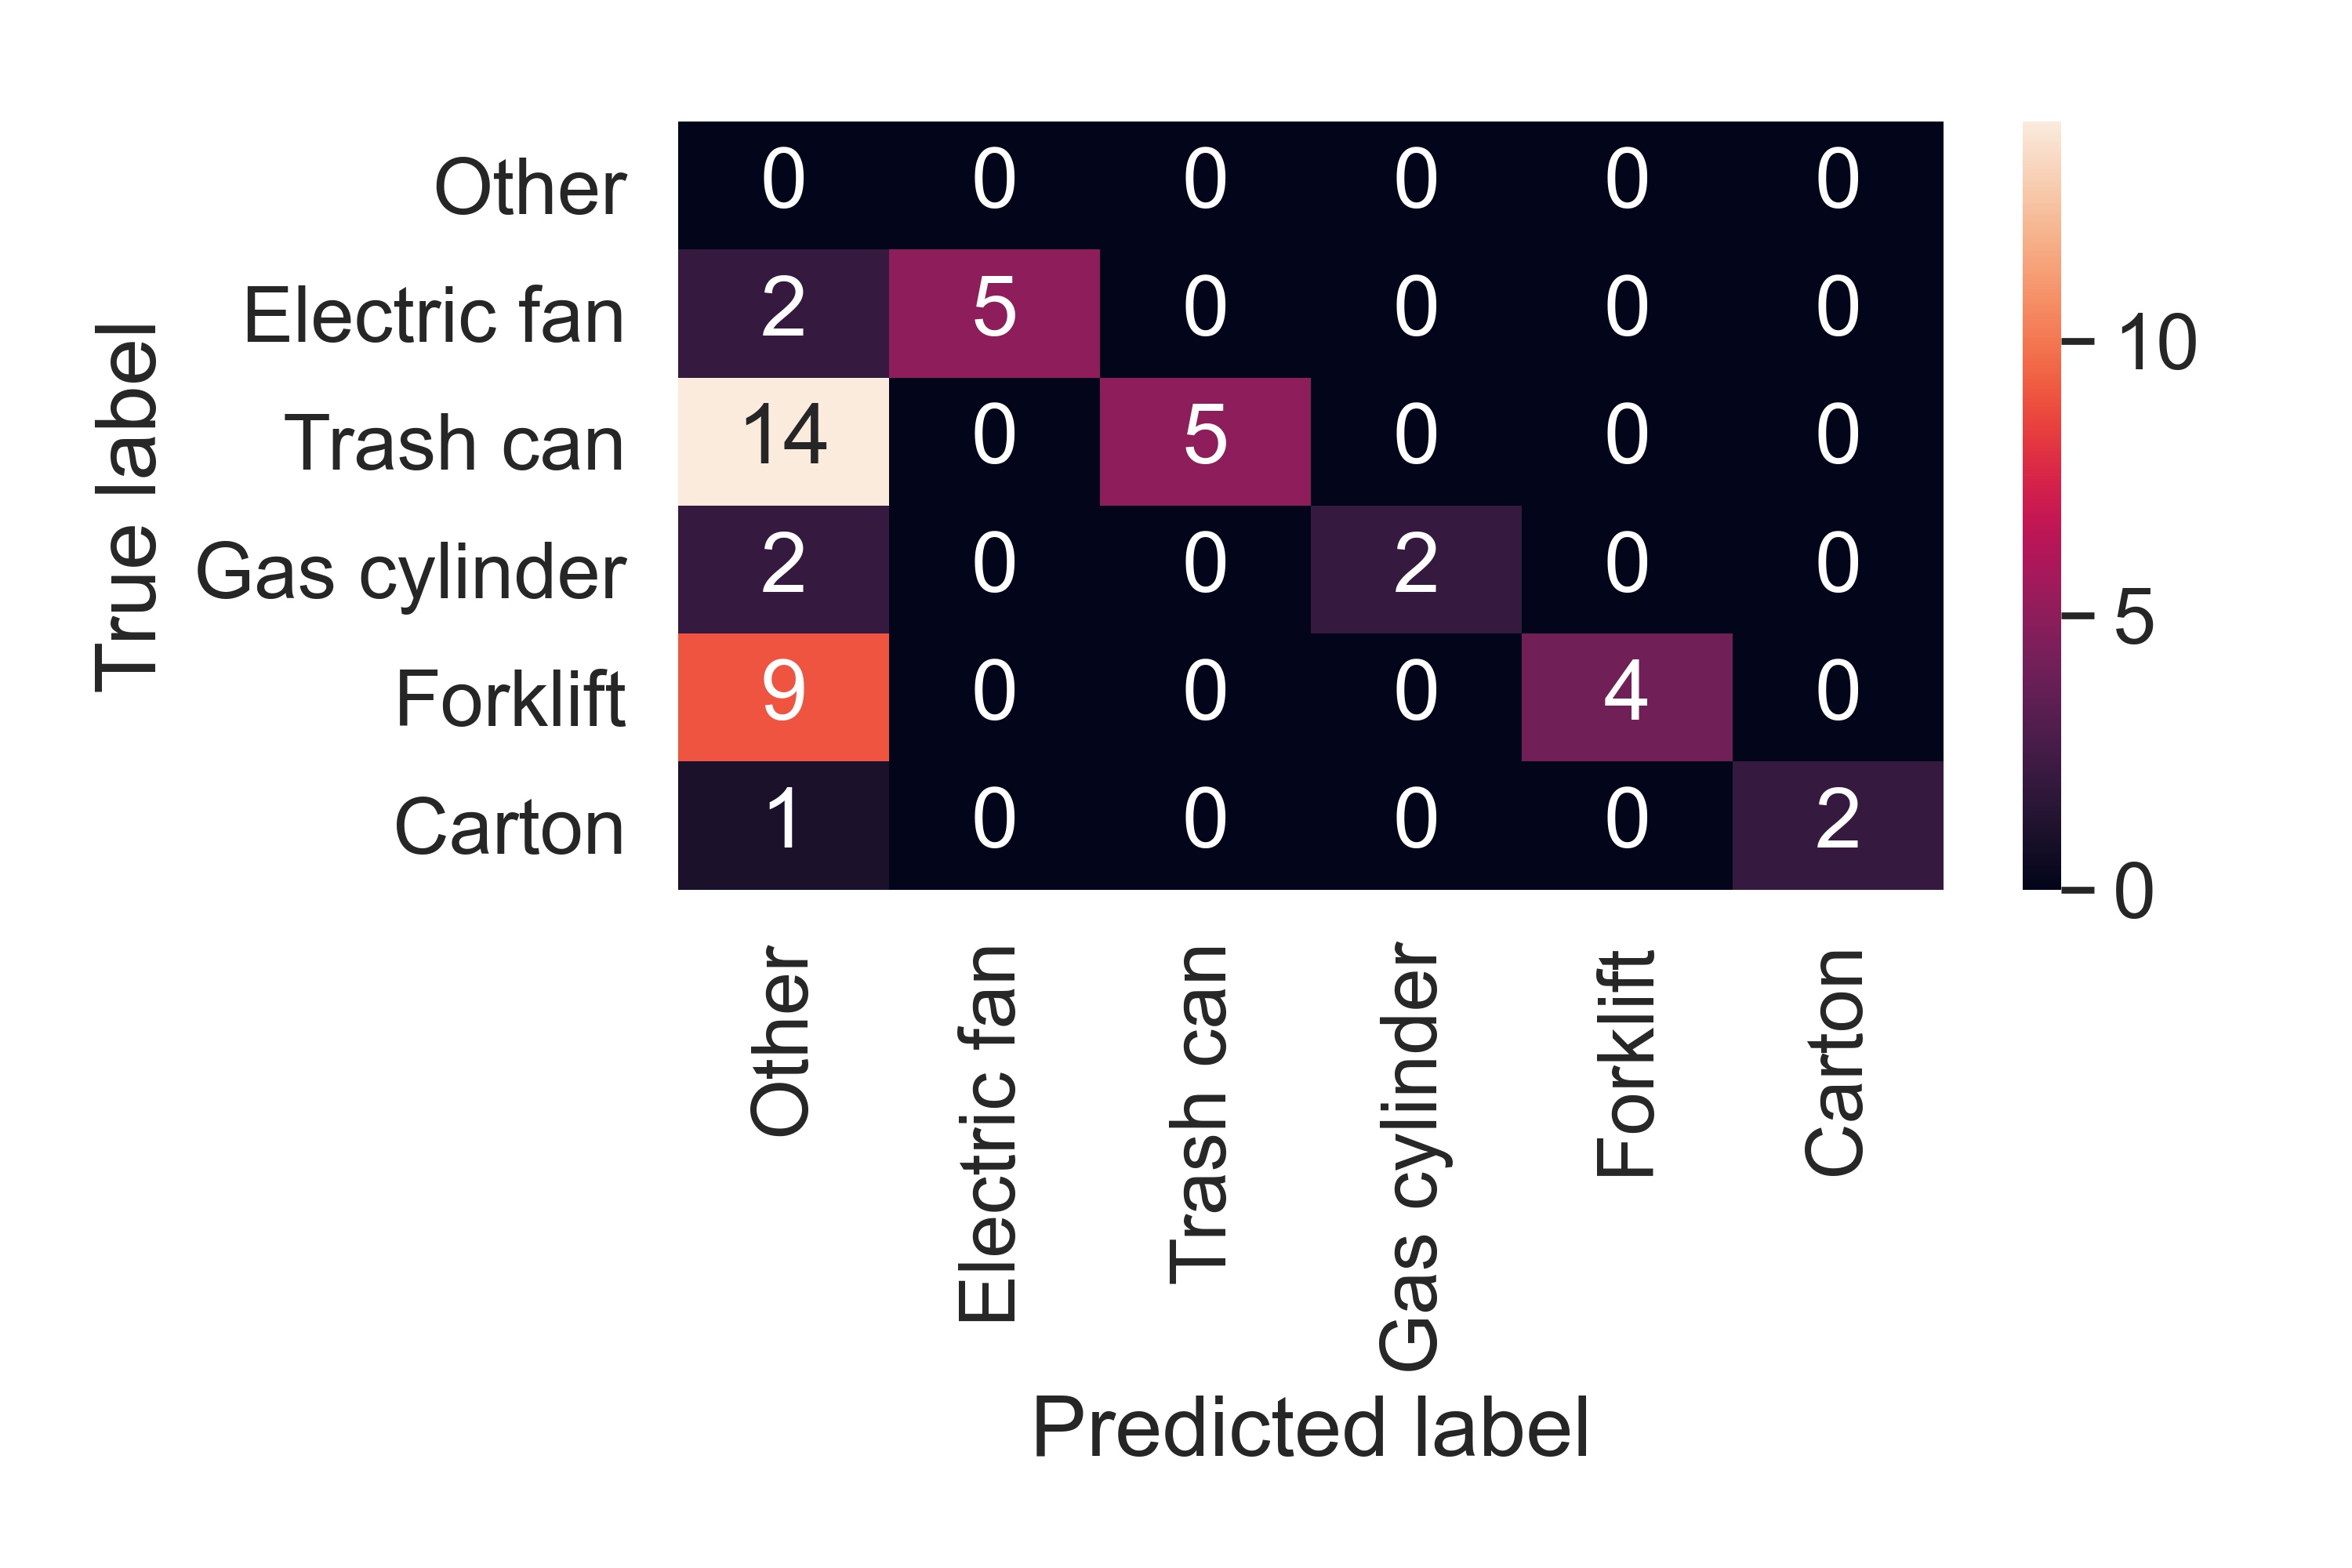 Other 0 0 0 0 0 0
Electric fan 2 5 0 0 0 0
Trash can 14 0 5 0 0 0
Gas cylinder 2 0 0 2 0 0
Forklift 9 0 0 0 4 0
Carton 1 0 0 0 0 2
True label
Other
Electric fan
Trash can
Gas cylinder
Forklift
Carton
Predicted label
10
5
0